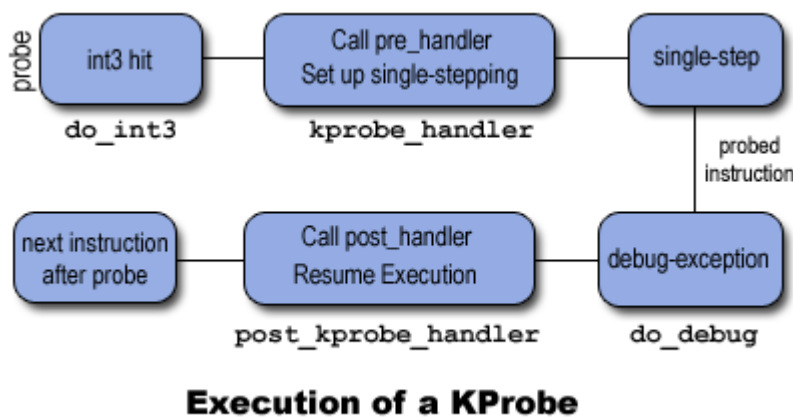 probe
int3 hit
do_int3
Call pre_handler
Set up single-stepping
kprobe_handler
single-step
probed
instruction
debug-exception
do_debug
Call post_handler
Resume Execution
post_kprobe_handler
next instruction
after probe
Execution of a KProbe